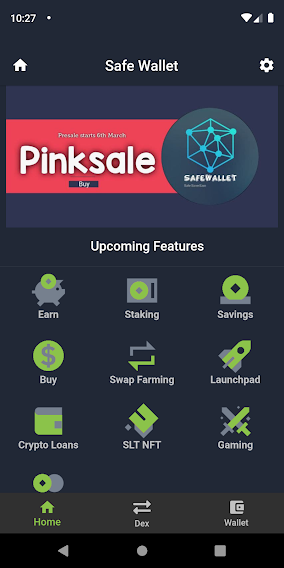 10:27
Safe Wallet
Presale starts 6th March
Pinksale
Buy
SAFEWALLET
Upcoming Features
Earn
Staking
Savings
Buy
Swap Farming
Launchpad
Crypto Loans
SLT NFT
Gaming
Home
Dex
Wallet